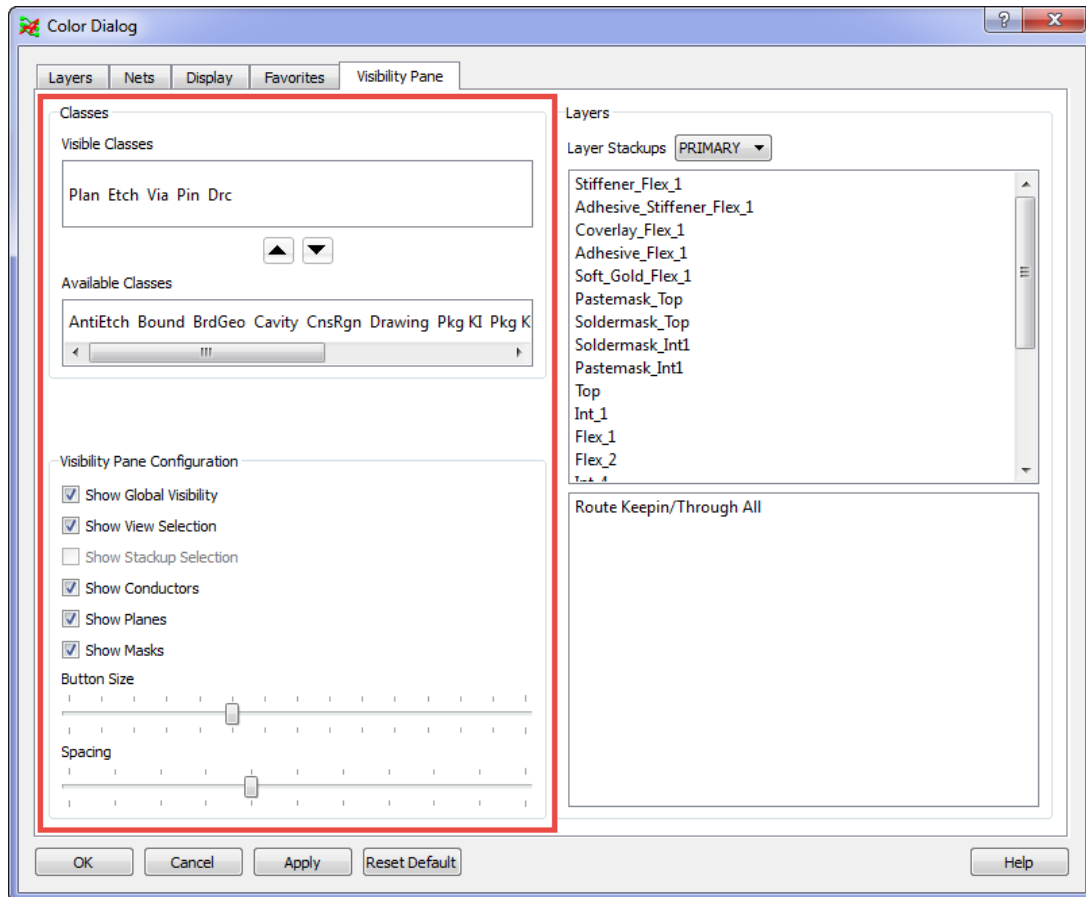 Color Dialog
Layers Nets Display Favorites Visibility Pane
Classes
Visible Classes
Plan Etch Via Pin Drc
Available Classes
AntiEtch Bound BrdGeo Cavity CnsRgn Drawing Pkg KI Pkg K
Visibility Pane Configuration
Show Global Visibility
Show View Selection
Show Stackup Selection
Show Conductors
Show Planes
Show Masks
Button Size
Spacing
Layers
Layer Stackups PRIMARY
Stiffener_Flex_1
Adhesive_Stiffener_Flex_1
Coverlay_Flex_1
Adhesive_Flex_1
Soft_Gold_Flex_1
Pastemask_Top
Soldermask_Top
Soldermask_Int1
Pastemask_Int1
Top
Int_1
Flex_1
Flex_2
Route Keepin/Through All
OK Cancel Apply Reset Default Help